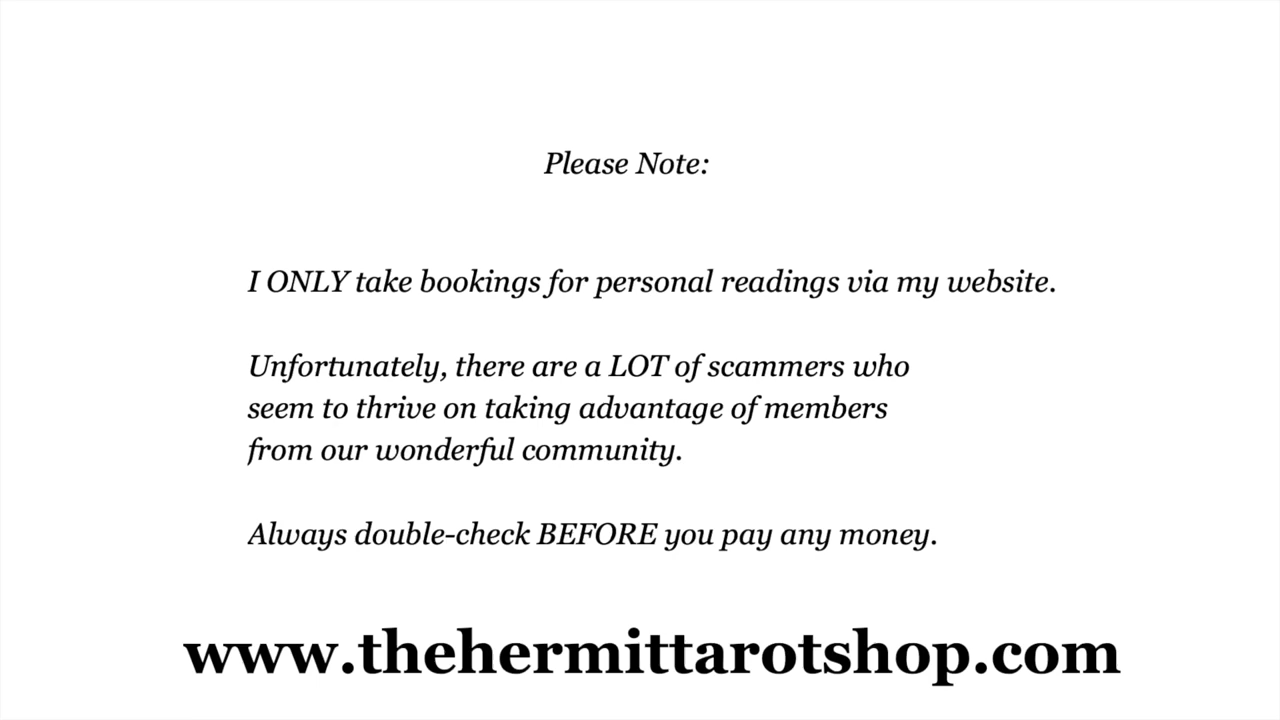 Please Note:
I ONLY take bookings for personal readings via my website.
Unfortunately, there are a LOT of scammers who
seem to thrive on taking advantage of members
from our wonderful community.
Always double-check BEFORE you pay any money.
www.thehermittarotshop.com